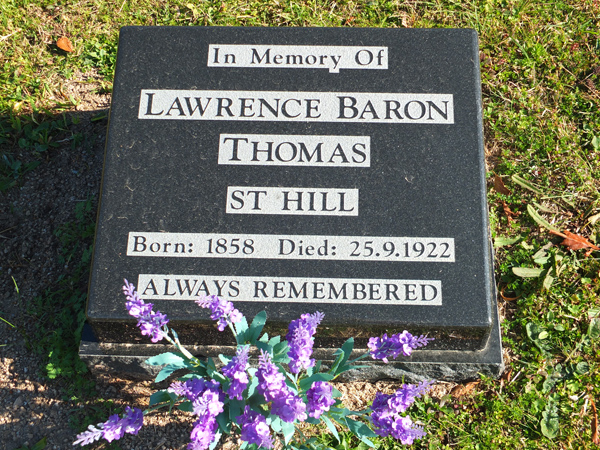 In Memory Of
LAWRENCE BARON
THOMAS
ST HILL
Born: 1858 Died: 25.9.1922
ALWAYS REMEMBERED